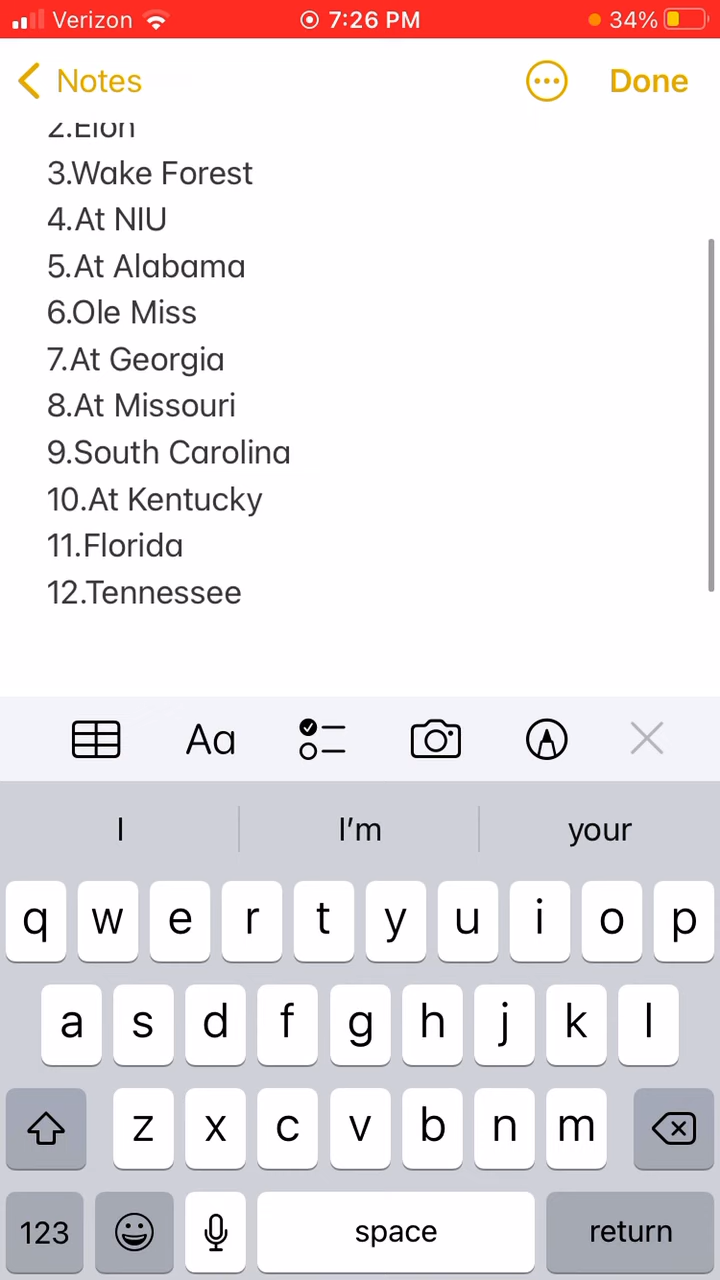 Verizon 7:26 PM 34%
Notes Done
2.Elon
3.Wake Forest
4.At NIU
5.At Alabama
6.Ole Miss
7.At Georgia
8.At Missouri
9.South Carolina
10.At Kentucky
11.Florida
12.Tennessee
Aa
I I'm your
q w e r t y u i o p
a s d f g h j k l
z x c v b n m
123 space return